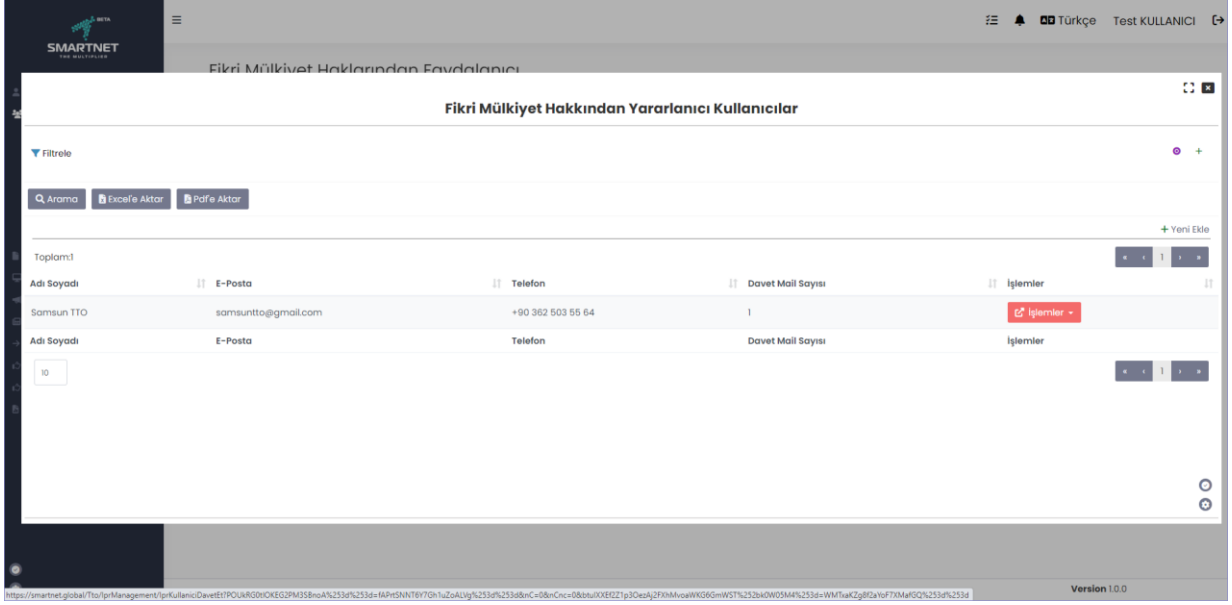 BETA
SMARTNET
THE MULTIPLIER
Türkçe Test KULLANICI
Fikri Mülkiyet Haklarından Faydalanıcı
Fikri Mülkiyet Hakkından Yararlanıcı Kullanıcılar
Filtrele
+
Arama Excel'e Aktar Pdf'e Aktar
+ Yeni Ekle
Toplam:1
« ‹ 1 › »
Adı Soyadı E-Posta Telefon Davet Mail Sayısı İşlemler
Samsun TTO samsuntto@gmail.com +90 362 503 55 64 1 İşlemler
Adı Soyadı E-Posta Telefon Davet Mail Sayısı İşlemler
10
« ‹ 1 › »
Version 1.0.0